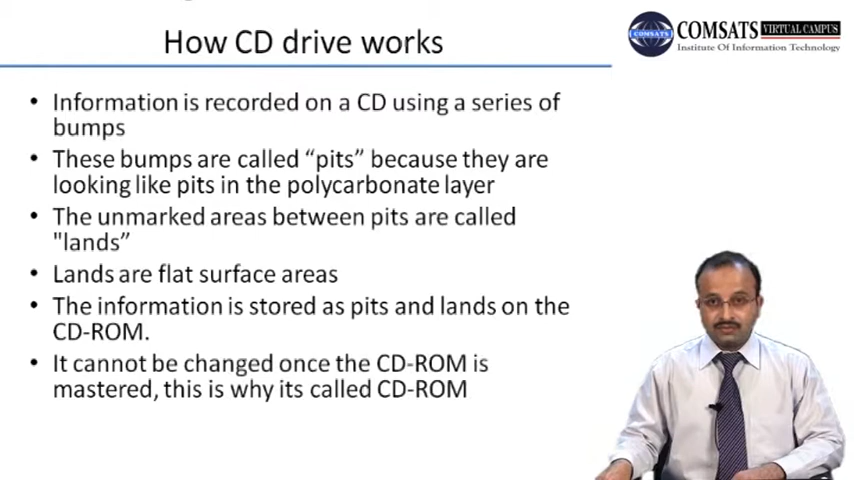 How CD drive works
COMSATS VIRTUAL CAMPUS
Institute Of Information Technology
COMSATS
• Information is recorded on a CD using a series of
bumps
• These bumps are called “pits” because they are
looking like pits in the polycarbonate layer
• The unmarked areas between pits are called
"lands”
• Lands are flat surface areas
• The information is stored as pits and lands on the
CD-ROM.
• It cannot be changed once the CD-ROM is
mastered, this is why its called CD-ROM